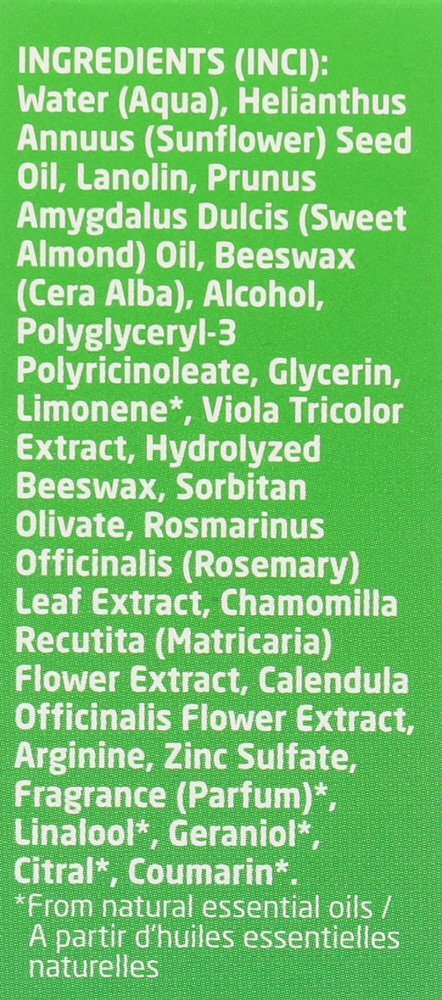 INGREDIENTS (INCI):
Water (Aqua), Helianthus
Annuus (Sunflower) Seed
Oil, Lanolin, Prunus
Amygdalus Dulcis (Sweet
Almond) Oil, Beeswax
(Cera Alba), Alcohol,
Polyglyceryl-3
Polyricinoleate, Glycerin,
Limonene*, Viola Tricolor
Extract, Hydrolyzed
Beeswax, Sorbitan
Olivate, Rosmarinus
Officinalis (Rosemary)
Leaf Extract, Chamomilla
Recutita (Matricaria)
Flower Extract, Calendula
Officinalis Flower Extract,
Arginine, Zinc Sulfate,
Fragrance (Parfum)*,
Linalool*, Geraniol*,
Citral*, Coumarin*.
*From natural essential oils /
A partir d'huiles essentielles
naturelles